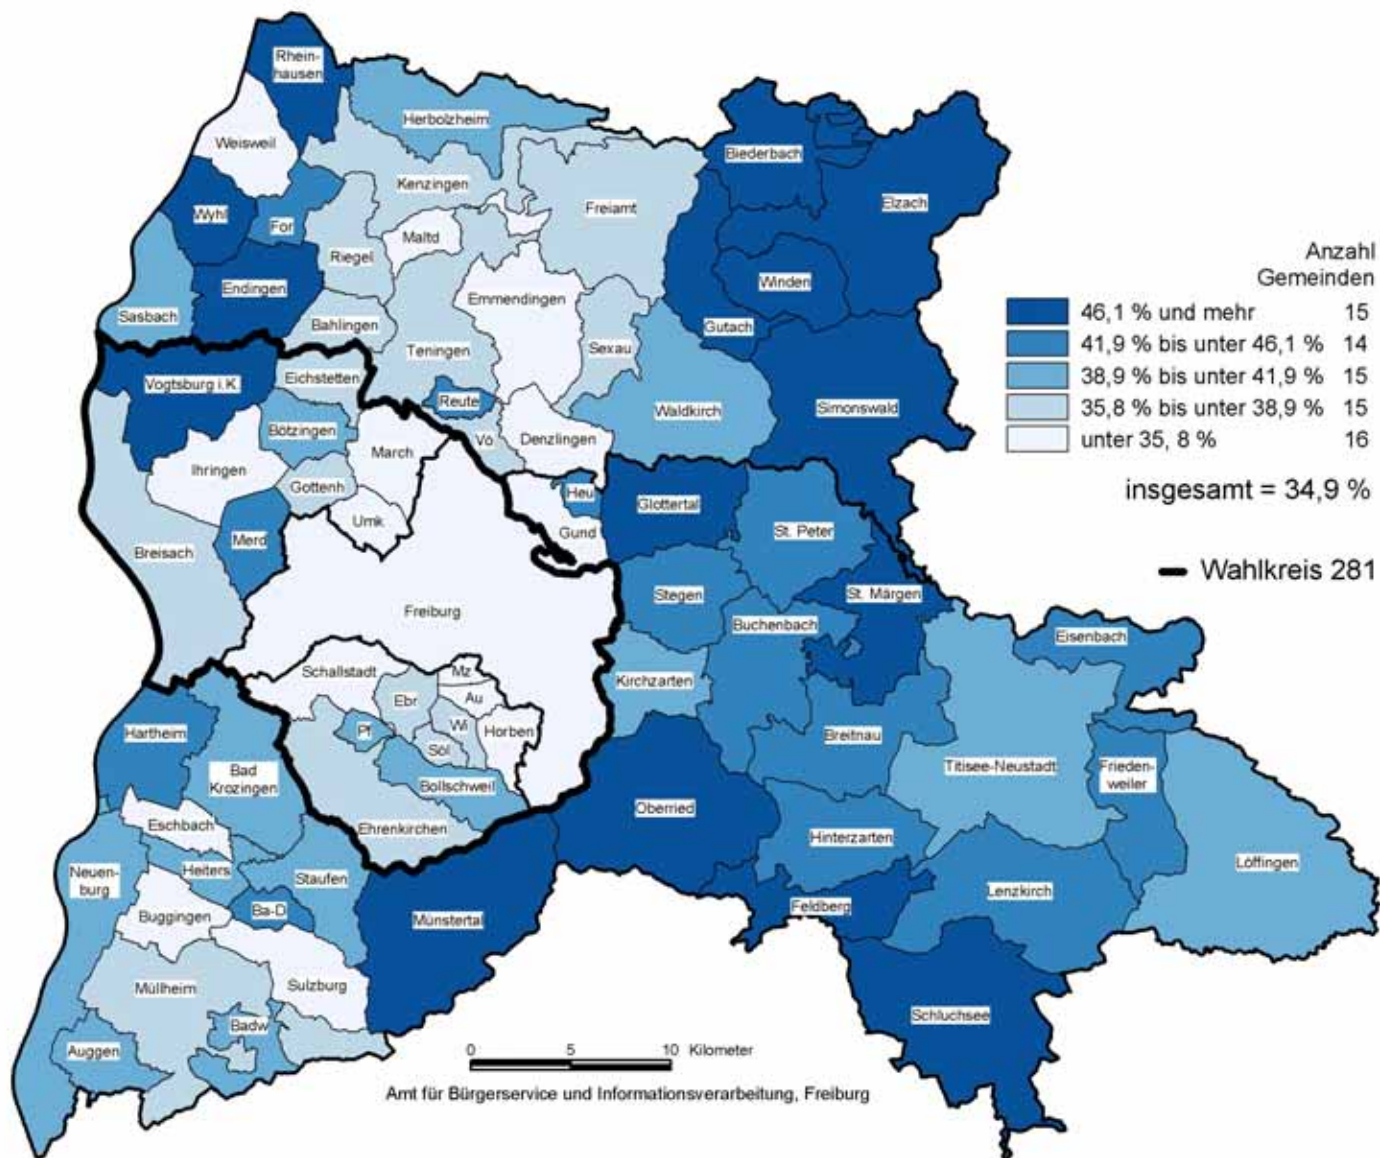 Rhein-
hausen
Weisweil
Herbolzheim
Biederbach
Kenzingen
Elzach
Wyhl
For
Freiamt
Maltd
Riegel
Endingen
Winden
Emmendingen
Sasbach
Bahlingen
Gutach
Teningen
Sexau
Vogtsburg i.K.
Eichstetten
Reute
Waldkirch
Simonswald
Bötzingen
Vö
Denzlingen
March
Ihringen
Gottenh
Heu
Glottertal
Umk
Gund
St. Peter
Breisach
Merd
Stegen
St. Märgen
Freiburg
Buchenbach
Eisenbach
Schallstadt
Mz
Kirchzarten
Ebr
Au
Hartheim
Pf
Wi
Horben
Breitnau
Söl
Bad
Krozingen
Titisee-Neustadt
Frieden-
weiler
Bollschweil
Oberried
Eschbach
Ehrenkirchen
Hinterzarten
Neuen-
burg
Heiters
Staufen
Löffingen
Lenzkirch
Buggingen
Ba-D
Münstertal
Feldberg
Müllheim
Sulzburg
Schluchsee
Badw
Auggen
Anzahl
Gemeinden
46,1 % und mehr 15
41,9 % bis unter 46,1 % 14
38,9 % bis unter 41,9 % 15
35,8 % bis unter 38,9 % 15
unter 35, 8 % 16
insgesamt = 34,9 %
Wahlkreis 281
0 5 10 Kilometer
Amt für Bürgerservice und Informationsverarbeitung, Freiburg